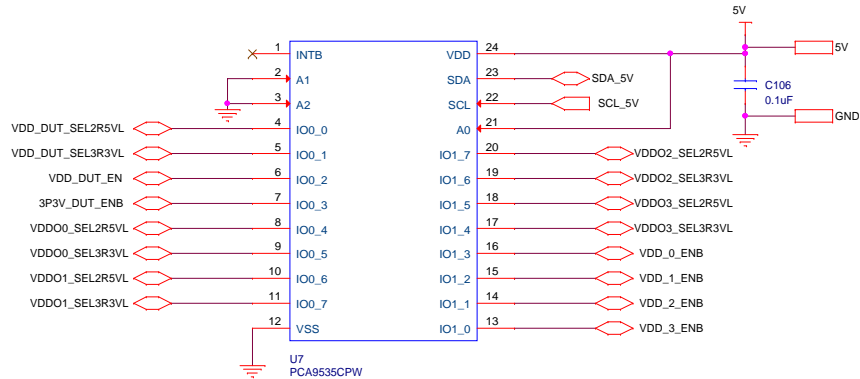 5V
1
INTB
VDD
24
5V
2
A1
SDA
23
SDA_5V
C106
3
A2
SCL
22
SCL_5V
0.1uF
VDD_DUT_SEL2R5VL
4
IO0_0
A0
21
GND
VDD_DUT_SEL3R3VL
5
IO0_1
IO1_7
20
VDDO2_SEL2R5VL
VDD_DUT_EN
6
IO0_2
IO1_6
19
VDDO2_SEL3R3VL
3P3V_DUT_ENB
7
IO0_3
IO1_5
18
VDDO3_SEL2R5VL
VDDO0_SEL2R5VL
8
IO0_4
IO1_4
17
VDDO3_SEL3R3VL
VDDO0_SEL3R3VL
9
IO0_5
IO1_3
16
VDD_0_ENB
VDDO1_SEL2R5VL
10
IO0_6
IO1_2
15
VDD_1_ENB
VDDO1_SEL3R3VL
11
IO0_7
IO1_1
14
VDD_2_ENB
12
VSS
IO1_0
13
VDD_3_ENB
U7
PCA9535CPW